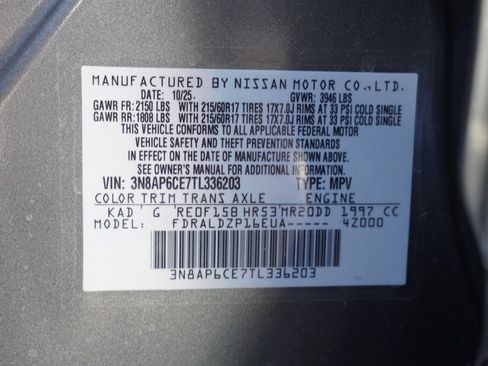 MANUFACTURED BY NISSAN MOTOR CO., LTD.
DATE: 10/25 GVWR: 3946 LBS
GAWR FR: 2150 LBS WITH 215/60R17 TIRES 17X7.0J RIMS AT 33 PSI COLD SINGLE
GAWR RR: 1808 LBS WITH 215/60R17 TIRES 17X7.0J RIMS AT 33 PSI COLD SINGLE
THIS VEHICLE CONFORMS TO ALL APPLICABLE FEDERAL MOTOR
VEHICLE SAFETY AND THEFT PREVENTION STANDARDS
IN EFFECT ON THE DATE OF MANUFACTURE SHOWN ABOVE.
SEE OWNER'S MANUAL FOR ADDITIONAL INFORMATION.
VIN: 3N8AP6CE7TL336203 TYPE: MPV
COLOR TRIM TRANS AXLE ENGINE
KAD G RE0F15B HR53 MR20DD 1997 CC
MODEL: FDRALDZP16EUA----- 4Z000
3N8AP6CE7TL336203